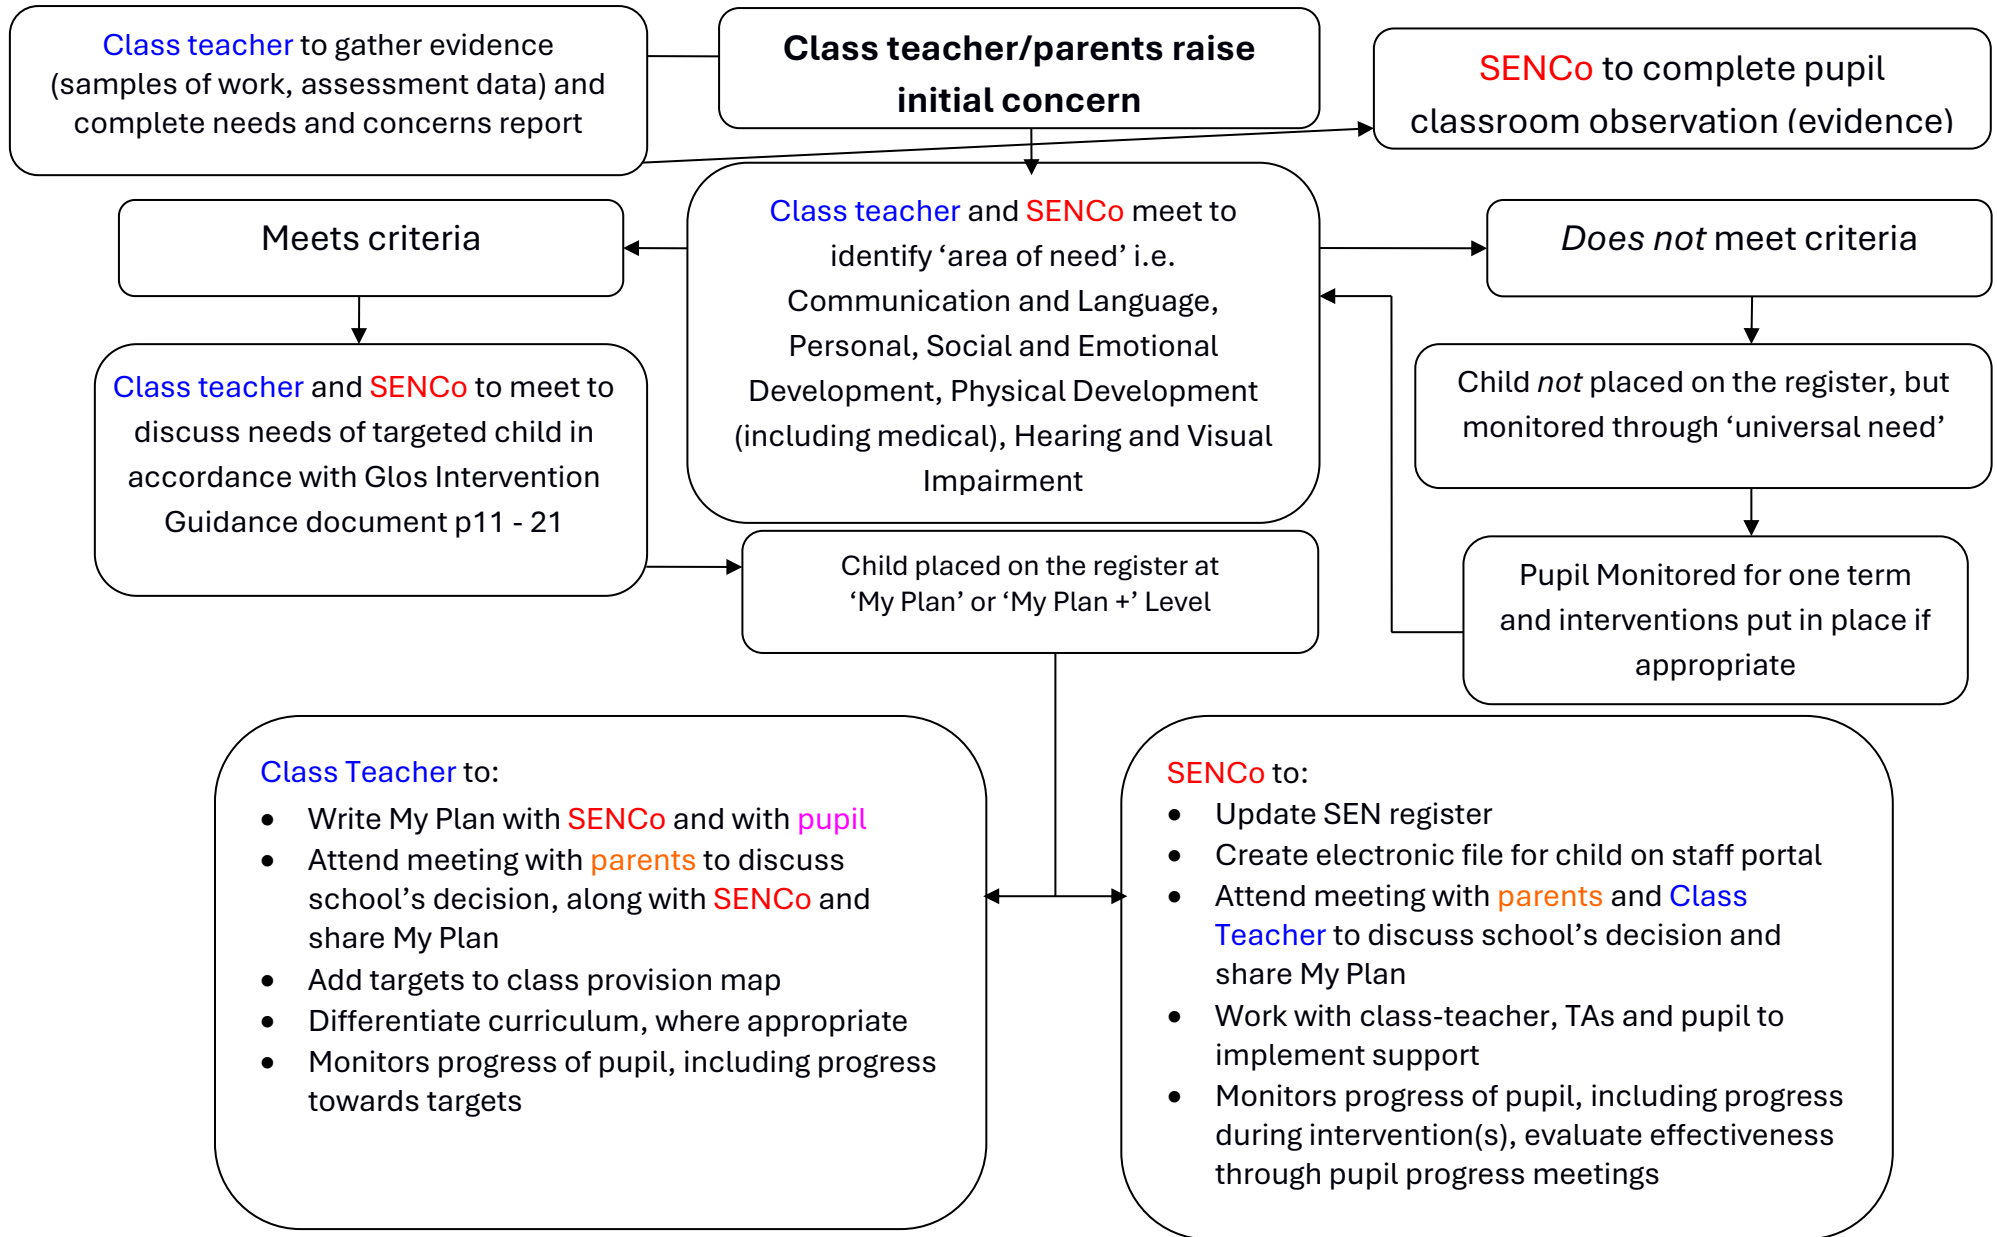 Class teacher to gather evidence
(samples of work, assessment data) and
complete needs and concerns report
Class teacher/parents raise
initial concern
SENCo to complete pupil
classroom observation (evidence)
Meets criteria
Class teacher and SENCo meet to
identify ‘area of need’ i.e.
Communication and Language,
Personal, Social and Emotional
Development, Physical Development
(including medical), Hearing and Visual
Impairment
Does not meet criteria
Class teacher and SENCo to meet to
discuss needs of targeted child in
accordance with Glos Intervention
Guidance document p11 - 21
Child not placed on the register, but
monitored through ‘universal need’
Child placed on the register at
‘My Plan’ or ‘My Plan +’ Level
Pupil Monitored for one term
and interventions put in place if
appropriate
Class Teacher to:
• Write My Plan with SENCo and with pupil
• Attend meeting with parents to discuss
school’s decision, along with SENCo and
share My Plan
• Add targets to class provision map
• Differentiate curriculum, where appropriate
• Monitors progress of pupil, including progress
towards targets
SENCo to:
• Update SEN register
• Create electronic file for child on staff portal
• Attend meeting with parents and Class
Teacher to discuss school’s decision and
share My Plan
• Work with class-teacher, TAs and pupil to
implement support
• Monitors progress of pupil, including progress
during intervention(s), evaluate effectiveness
through pupil progress meetings